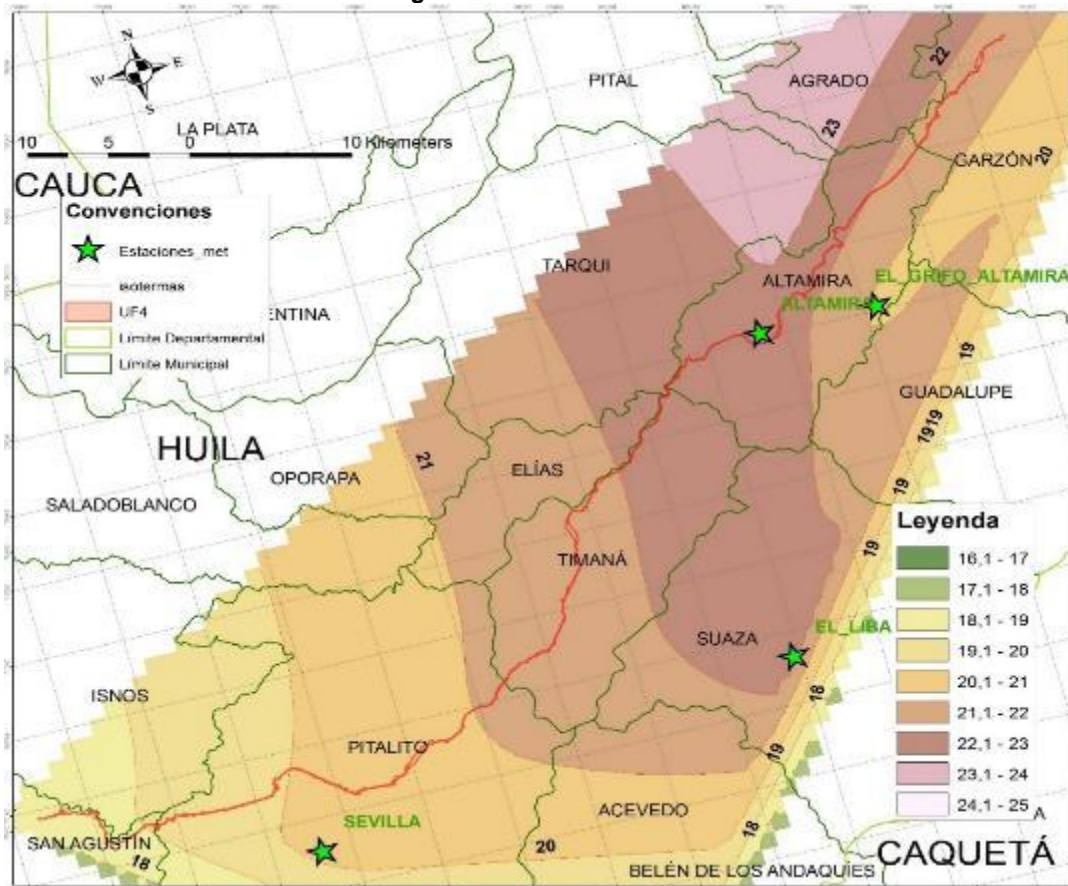 N
W
E
S
10
5
0
10 Kilometers
LA PLATA
PITAL
AGRADO
22
23
GARZÓN
20
CAUCA
Convenciones
Estaciones_met
isotermas
UF4
Límite Departamental
Límite Municipal
ENTINA
TARQUI
ALTAMIRA
EL_GRIFO_ALTAMIRA
ALTAMIRA
19
GUADALUPE
1919
HUILA
21
OPORAPA
ELÍAS
SALADOBLANCO
19
19
TIMANÁ
SUAZA
EL_LIBA
18
Leyenda
16,1 - 17
17,1 - 18
18,1 - 19
19,1 - 20
20,1 - 21
21,1 - 22
22,1 - 23
23,1 - 24
24,1 - 25
A
ISNOS
PITALITO
19
ACEVEDO
SEVILLA
18
SAN AGUSTÍN
18
20
BELÉN DE LOS ANDAQUIES
CAQUETÁ